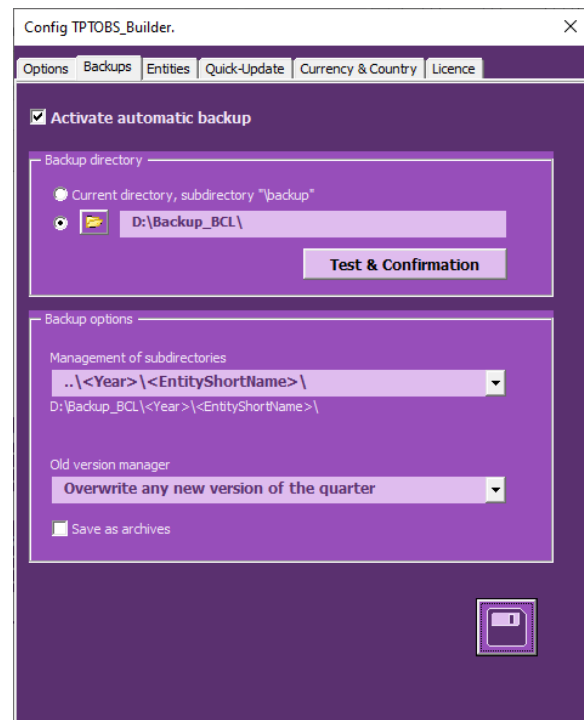 Config TPTOBS_Builder.
Options Backups Entities Quick-Update Currency & Country Licence
Activate automatic backup
Backup directory
Current directory, subdirectory "\backup"
D:\Backup_BCL\
Test & Confirmation
Backup options
Management of subdirectories
..\<Year>\<EntityShortName>\
D:\Backup_BCL\<Year>\<EntityShortName>\
Old version manager
Overwrite any new version of the quarter
Save as archives